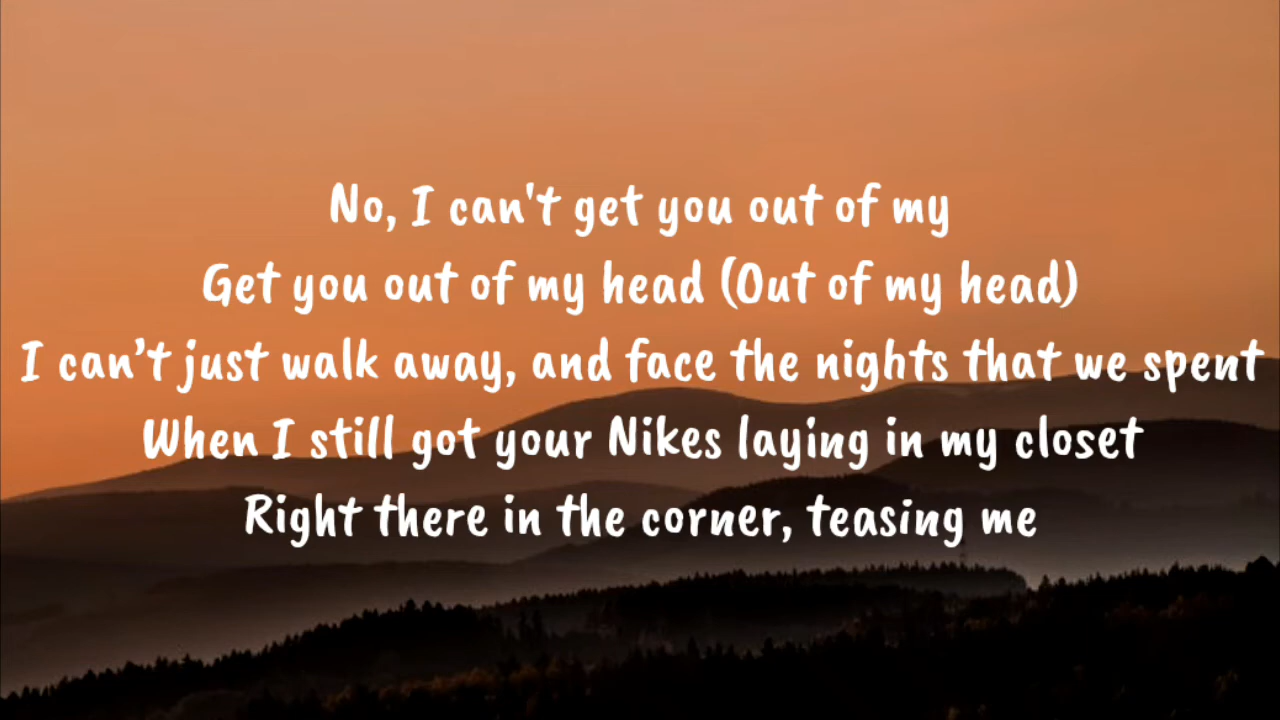 No, I can't get you out of my
Get you out of my head (Out of my head)
I can’t just walk away, and face the nights that we spent
When I still got your Nikes laying in my closet
Right there in the corner, teasing me